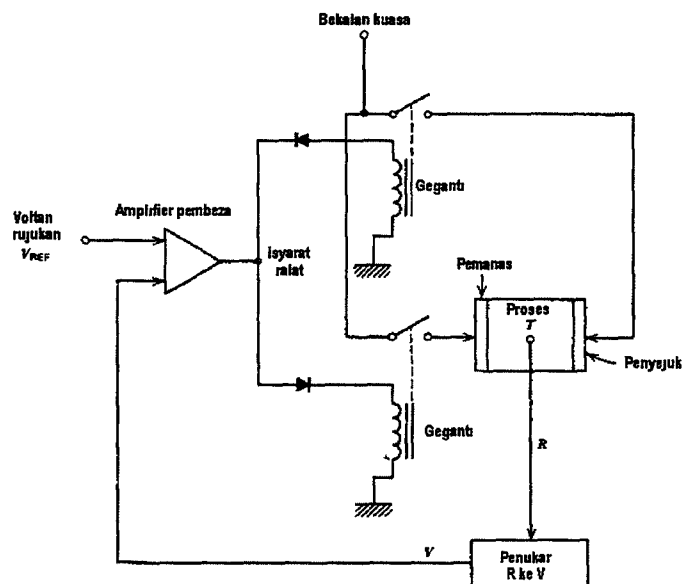 Bekalan kuasa
Geganti
Amplifier pembeza
Voltan
rujukan
VREF
isyarat
ralat
Pemanas
Proses
T
Penyejuk
Geganti
R
V
Penukar
R ke V